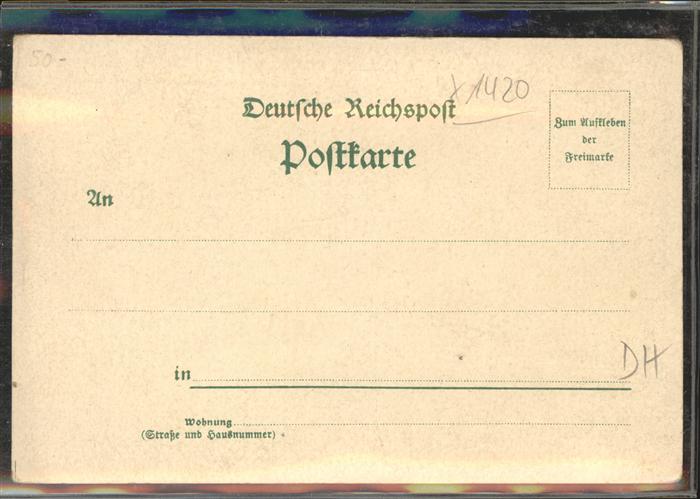 50-
x1420
Deutsche Reichspost
Postkarte
Zum Aufkleben
der
Freimarke
An
in
DH
Wohnung
(Straße und Hausnummer)